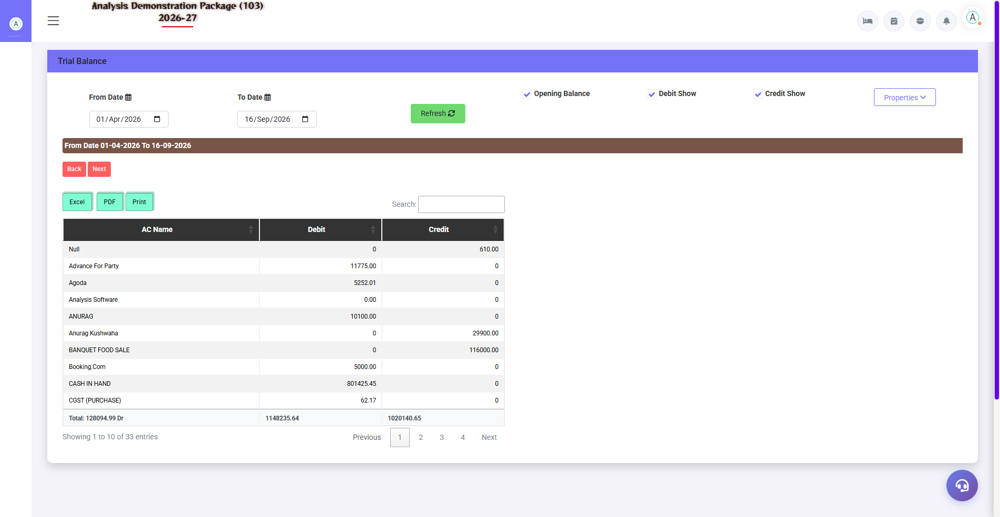 Analysis Demonstration Package (103)
2026-27
A
A
Trial Balance
From Date
To Date
Opening Balance
Debit Show
Credit Show
Properties
01/Apr/2026
16/Sep/2026
Refresh
From Date 01-04-2026 To 16-09-2026
Back Next
Excel PDF Print
Search:
AC Name Debit Credit
Null 0 610.00
Advance For Party 11775.00 0
Agoda 5252.01 0
Analysis Software 0.00 0
ANURAG 10100.00 0
Anurag Kushwaha 0 29900.00
BANQUET FOOD SALE 0 116000.00
Booking.Com 5000.00 0
CASH IN HAND 801425.45 0
CGST (PURCHASE) 62.17 0
Total: 128094.99 Dr 1148235.64 1020140.65
Showing 1 to 10 of 33 entries
Previous 1 2 3 4 Next